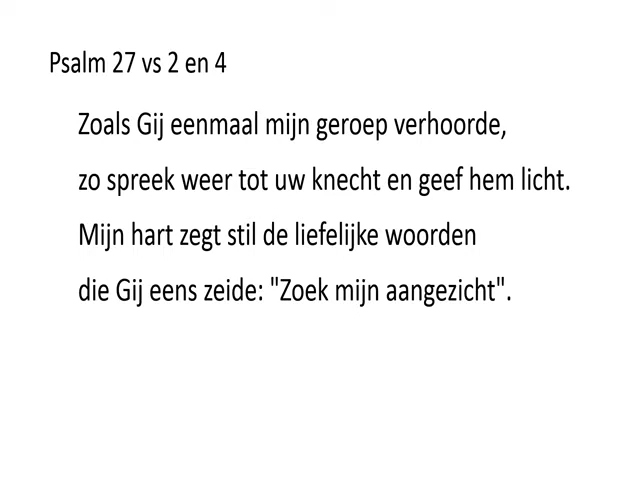 Psalm 27 vs 2 en 4
Zoals Gij eenmaal mijn geroep verhoorde,
zo spreek weer tot uw knecht en geef hem licht.
Mijn hart zegt stil de liefelijke woorden
die Gij eens zeide: "Zoek mijn aangezicht".